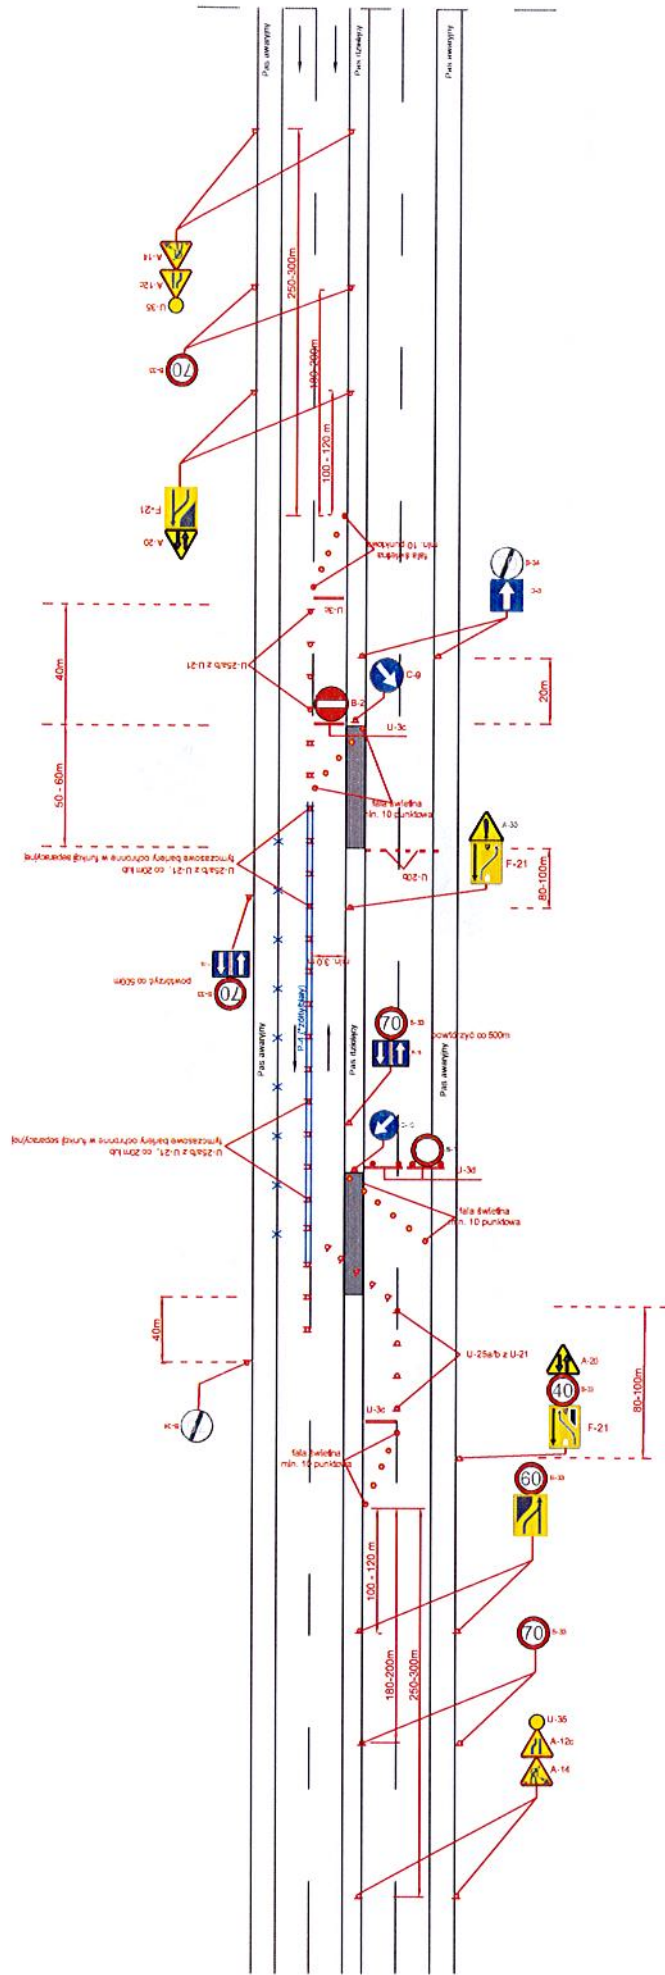 Pas awaryjny
Pas dzielący
Pas awaryjny
250-300m
A-14
A-12c
U-35
180-200m
70
B-33
100 - 120 m
F-21
A-20
fala świetlna
min. 10 punktowa
U-3c
B-34
D-3
40m
U-25a/b z U-21
C-9
B-2
20m
U-3c
50 - 60m
fala świetlna
min. 10 punktowa
A-30
F-21
U-25a/b z U-21, co 20m lub
tymczasowe bariery ochronne w funkcji separacyjnej
U-20b
80-100m
min. 3.0 m
70
B-33
powtórzyć co 500m
70
B-33
powtórzyć co 500m
Pas awaryjny
P-4 ("żółty/biały)
Pas dzielący
Pas awaryjny
U-25a/b z U-21, co 20m lub
tymczasowe bariery ochronne w funkcji separacyjnej
B-1
U-3d
fala świetlna
min. 10 punktowa
40m
U-25a/b z U-21
80-100m
A-20
40
B-33
F-21
B-34
U-3c
fala świetlna
min. 10 punktowa
60
B-33
100 - 120 m
70
B-33
180-200m
250-300m
U-35
A-12c
A-14